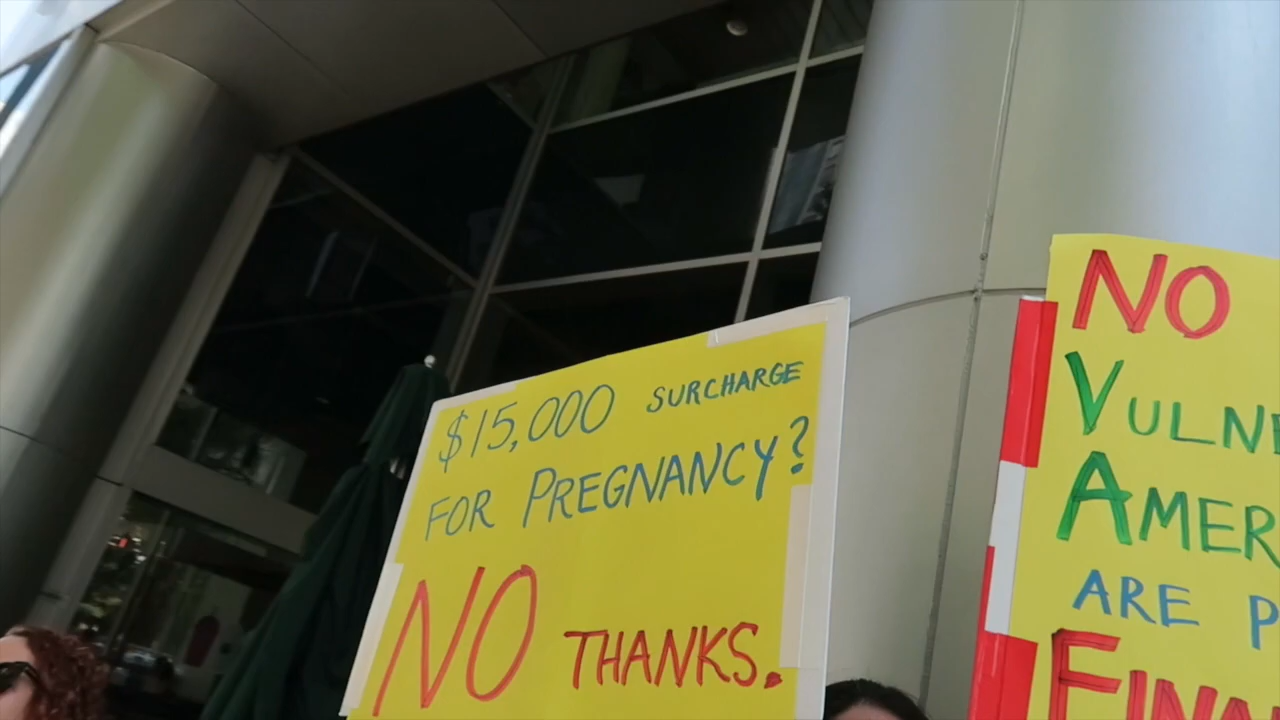 $15,000 SURCHARGE
FOR PREGNANCY?
NO THANKS.
NO
ARE